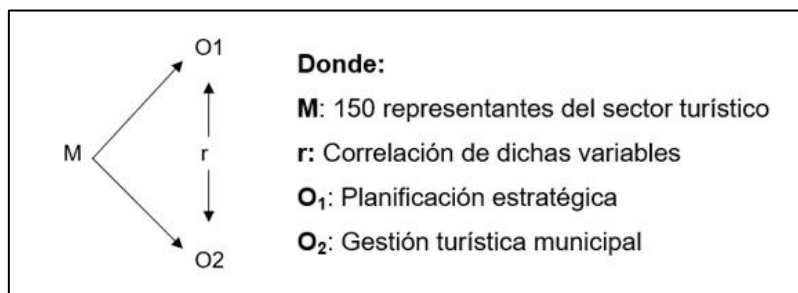 O1
M
r
O2
Donde:
M: 150 representantes del sector turístico
r: Correlación de dichas variables
O₁: Planificación estratégica
O₂: Gestión turística municipal